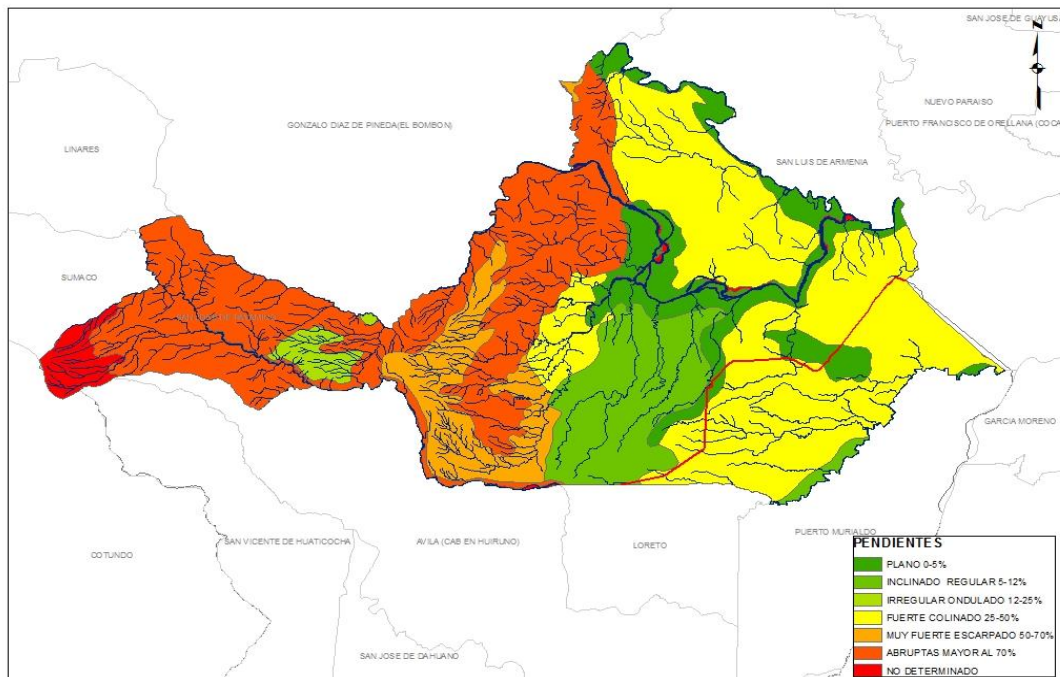 SAN JOSE DE GUAYUSA
Z
NUEVO PARAISO
GONZALO DIAZ DE PINEDA(EL BOMBON)
PUERTO FRANCISCO DE ORELLANA (COCA
LINARES
SAN LUIS DE ARMENIA
SUMACO
GARCIA MORENO
PUERTO MURIALDO
SAN VICENTE DE HUATICOCHA
AVILA (CAB EN HUIRUNO)
LORETO
COTUNDO
SAN JOSE DE DAHUANO
PENDIENTES
PLANO 0-5%
INCLINADO REGULAR 5-12%
IRREGULAR ONDULADO 12-25%
FUERTE COLINADO 25-50%
MUY FUERTE ESCARPADO 50-70%
ABRUPTAS MAYOR AL 70%
NO DETERMINADO